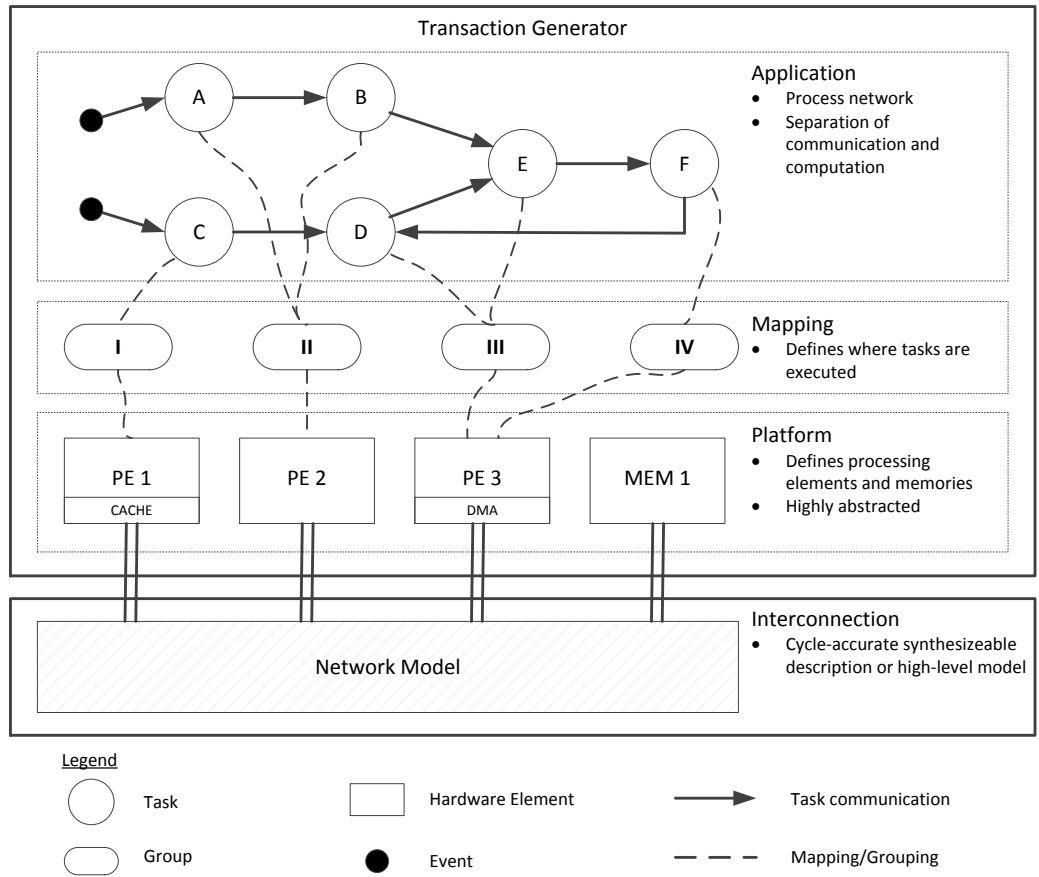 Transaction Generator
Application
• Process network
• Separation of
communication and
computation
A
B
E
F
C
D
Mapping
• Defines where tasks are
executed
I
II
III
IV
Platform
• Defines processing
elements and memories
• Highly abstracted
PE 1
CACHE
PE 2
PE 3
DMA
MEM 1
Interconnection
• Cycle-accurate synthesizeable
description or high-level model
Network Model
Legend
Task
Hardware Element
Task communication
Group
Event
Mapping/Grouping